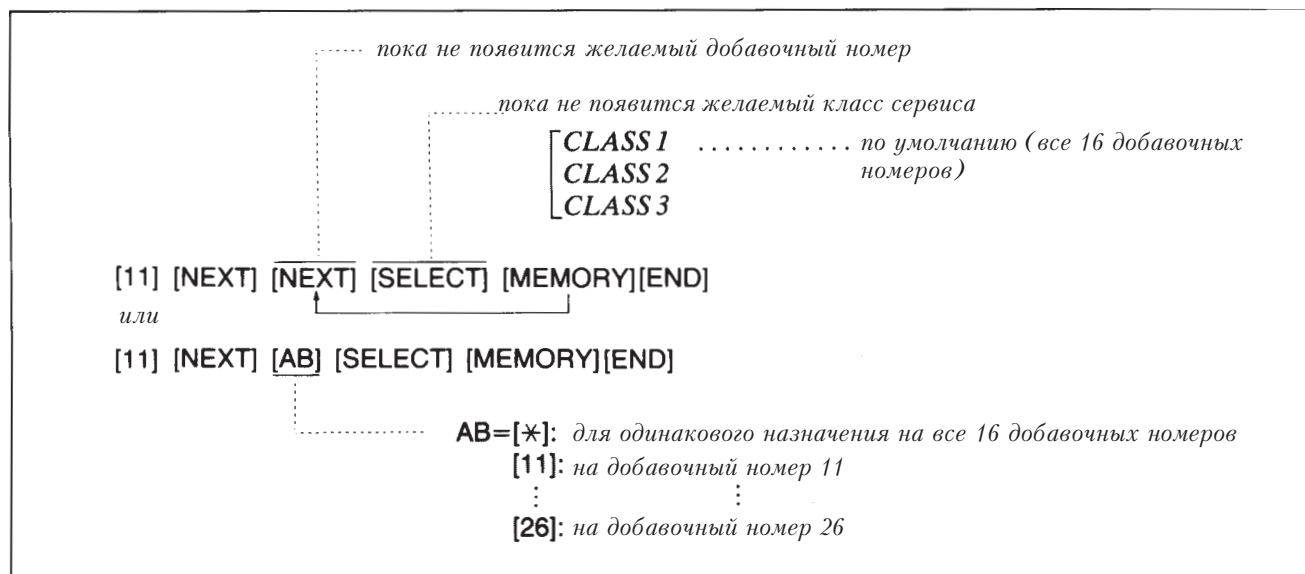 пока не появится желаемый добавочный номер
пока не появится желаемый класс сервиса
CLASS 1 ............ по умолчанию (все 16 добавочных
CLASS 2 номеров)
CLASS 3
[11] [NEXT] [NEXT] [SELECT] [MEMORY][END]
или
[11] [NEXT] [AB] [SELECT] [MEMORY][END]
AB=[*]: для одинакового назначения на все 16 добавочных номеров
[11]: на добавочный номер 11
[26]: на добавочный номер 26